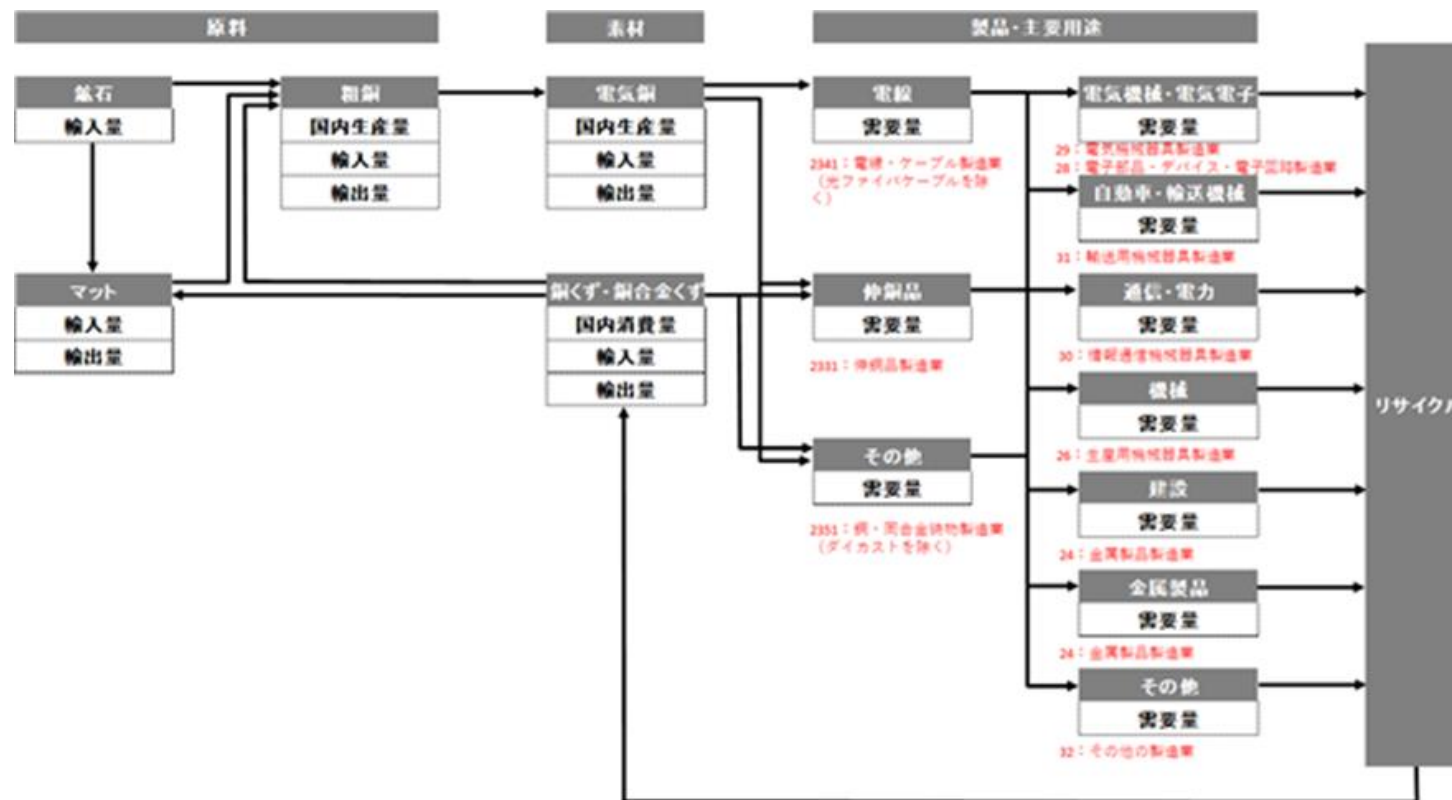 原料
素材
製品・主要用途
鉱石
輸入量
粗銅
国内生産量
輸入量
輸出量
電気銅
国内生産量
輸入量
輸出量
電線
需要量
2341：電線・ケーブル製造業
（光ファイバケーブルを除
く）
電気機械・電気電子
需要量
29：電気機械器具製造業
28：電子部品・デバイス・電子回路製造業
自動車・輸送機械
需要量
31：輸送用機械器具製造業
マット
輸入量
輸出量
銅くず・銅合金くず
国内消費量
輸入量
輸出量
伸銅品
需要量
2331：伸銅品製造業
通信・電力
需要量
30：情報通信機械器具製造業
機械
需要量
26：生産用機械器具製造業
その他
需要量
2351：銅・同合金鋳物製造業
（ダイカストを除く）
建設
需要量
24：金属製品製造業
金属製品
需要量
24：金属製品製造業
その他
需要量
32：その他の製造業
リサイクル